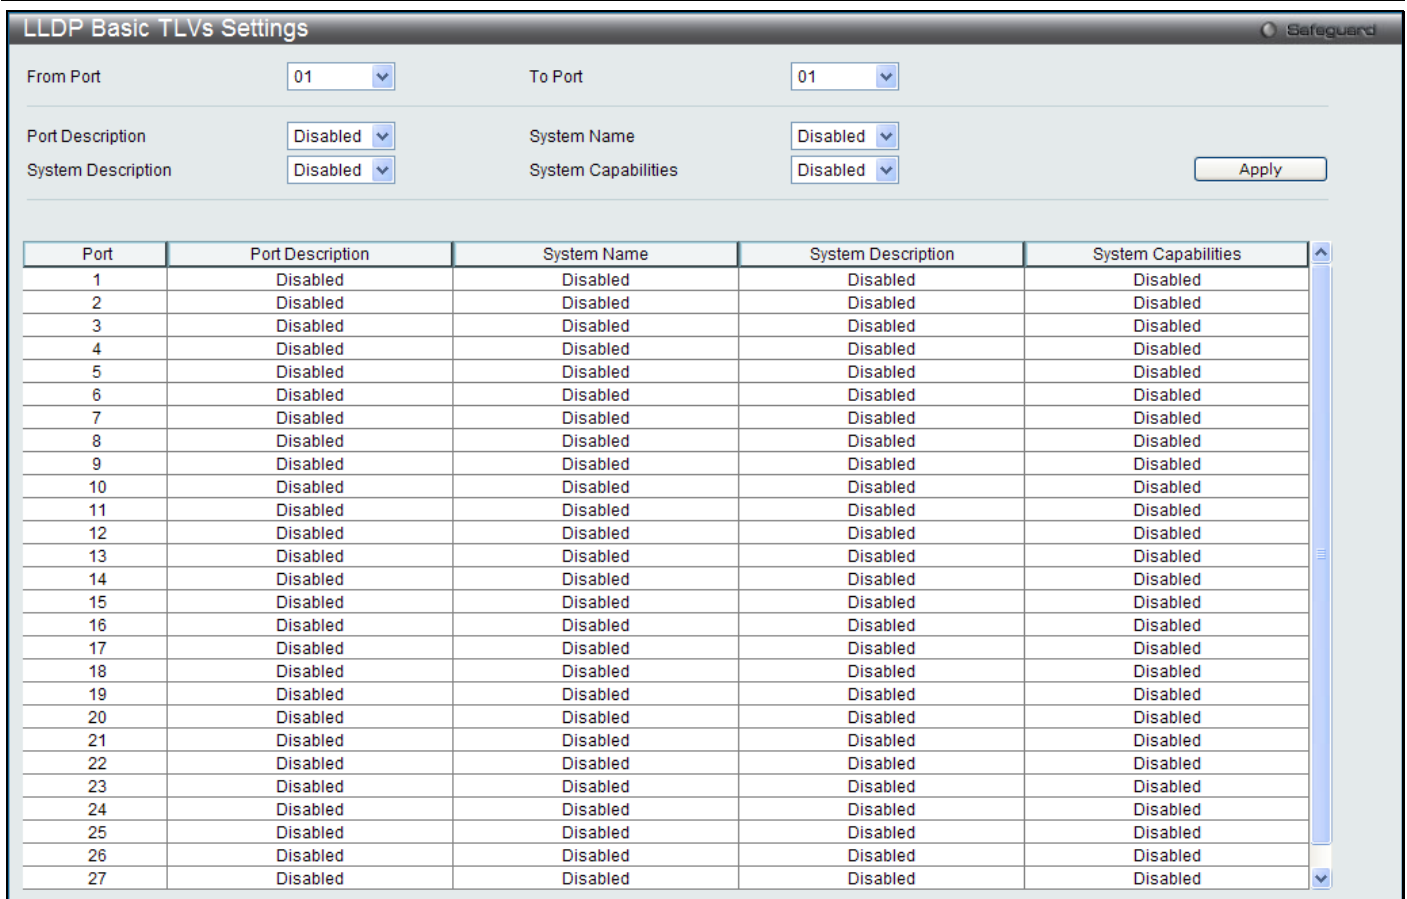 LLDP Basic TLVs Settings Safeguard
From Port 01 To Port 01
Port Description Disabled System Name Disabled
System Description Disabled System Capabilities Disabled Apply
Port Port Description System Name System Description System Capabilities
1 Disabled Disabled Disabled Disabled
2 Disabled Disabled Disabled Disabled
3 Disabled Disabled Disabled Disabled
4 Disabled Disabled Disabled Disabled
5 Disabled Disabled Disabled Disabled
6 Disabled Disabled Disabled Disabled
7 Disabled Disabled Disabled Disabled
8 Disabled Disabled Disabled Disabled
9 Disabled Disabled Disabled Disabled
10 Disabled Disabled Disabled Disabled
11 Disabled Disabled Disabled Disabled
12 Disabled Disabled Disabled Disabled
13 Disabled Disabled Disabled Disabled
14 Disabled Disabled Disabled Disabled
15 Disabled Disabled Disabled Disabled
16 Disabled Disabled Disabled Disabled
17 Disabled Disabled Disabled Disabled
18 Disabled Disabled Disabled Disabled
19 Disabled Disabled Disabled Disabled
20 Disabled Disabled Disabled Disabled
21 Disabled Disabled Disabled Disabled
22 Disabled Disabled Disabled Disabled
23 Disabled Disabled Disabled Disabled
24 Disabled Disabled Disabled Disabled
25 Disabled Disabled Disabled Disabled
26 Disabled Disabled Disabled Disabled
27 Disabled Disabled Disabled Disabled